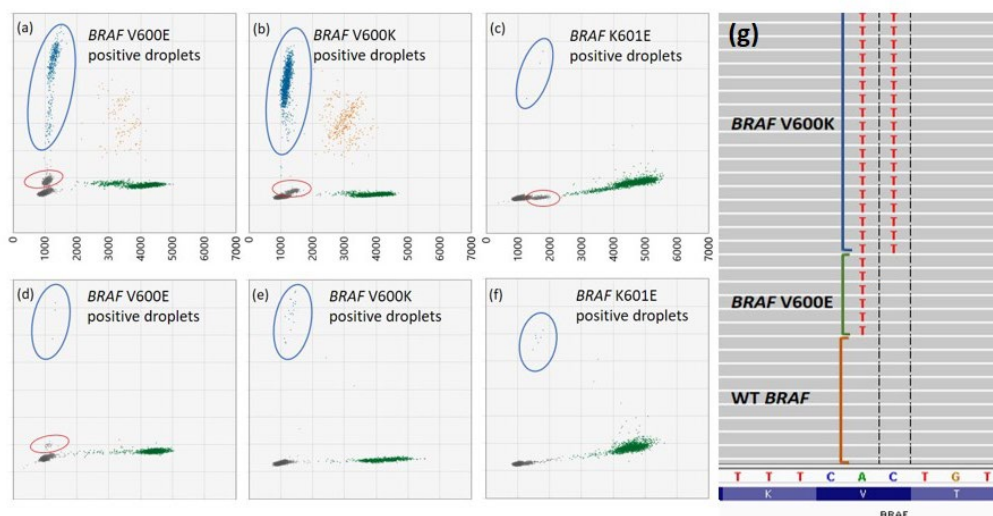 (a) BRAF V600E
positive droplets
(b) BRAF V600K
positive droplets
(c) BRAF K601E
positive droplets
0 1000 2000 3000 4000 5000 6000 7000
0 1000 2000 3000 4000 5000 6000 7000
0 1000 2000 3000 4000 5000 6000 7000
(d) BRAF V600E
positive droplets
(e) BRAF V600K
positive droplets
(f) BRAF K601E
positive droplets
(g)
T T
T T
T T
T T
T T
T T
T T
T T
T T
BRAF V600K T T
T T
T T
T T
T T
T T
T T
T T
T T
T T
T T
T
T
T
T
BRAF V600E T
T
T
WT BRAF
T T T C A C T G T
K V T
BRAF